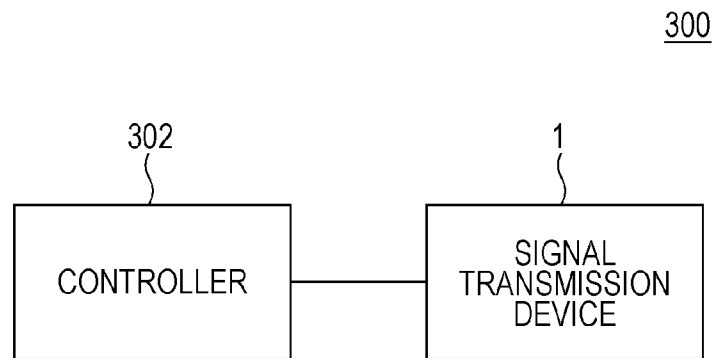 300
302
1
CONTROLLER
SIGNAL
TRANSMISSION
DEVICE